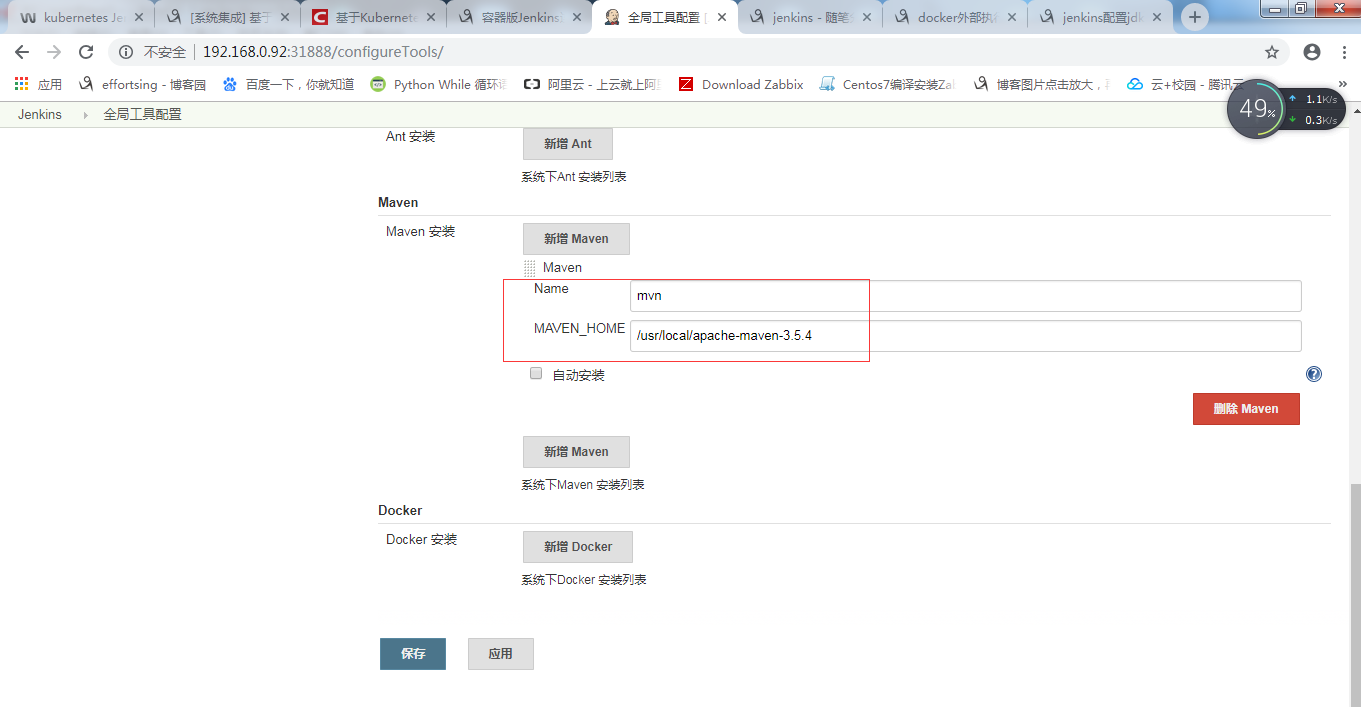 kubernetes Je
[系统集成] 基于
基于Kubernete
容器版Jenkins
全局工具配置 [
jenkins - 随笔
docker外部执
jenkins配置jdk
不安全 192.168.0.92:31888/configureTools/
应用 effortsing - 博客园 百度一下，你就知道 Python While 循环语 阿里云 - 上云就上阿里 Download Zabbix Centos7编译安装Zal 博客图片点击放大， 云+校园 - 腾讯云 »
49% 1.1K/s
0.3K/s
Jenkins 全局工具配置
Ant 安装 新增 Ant
系统下Ant 安装列表
Maven
Maven 安装 新增 Maven
Maven
Name mvn
MAVEN_HOME /usr/local/apache-maven-3.5.4
自动安装
删除 Maven
新增 Maven
系统下Maven 安装列表
Docker
Docker 安装 新增 Docker
系统下Docker 安装列表
保存 应用